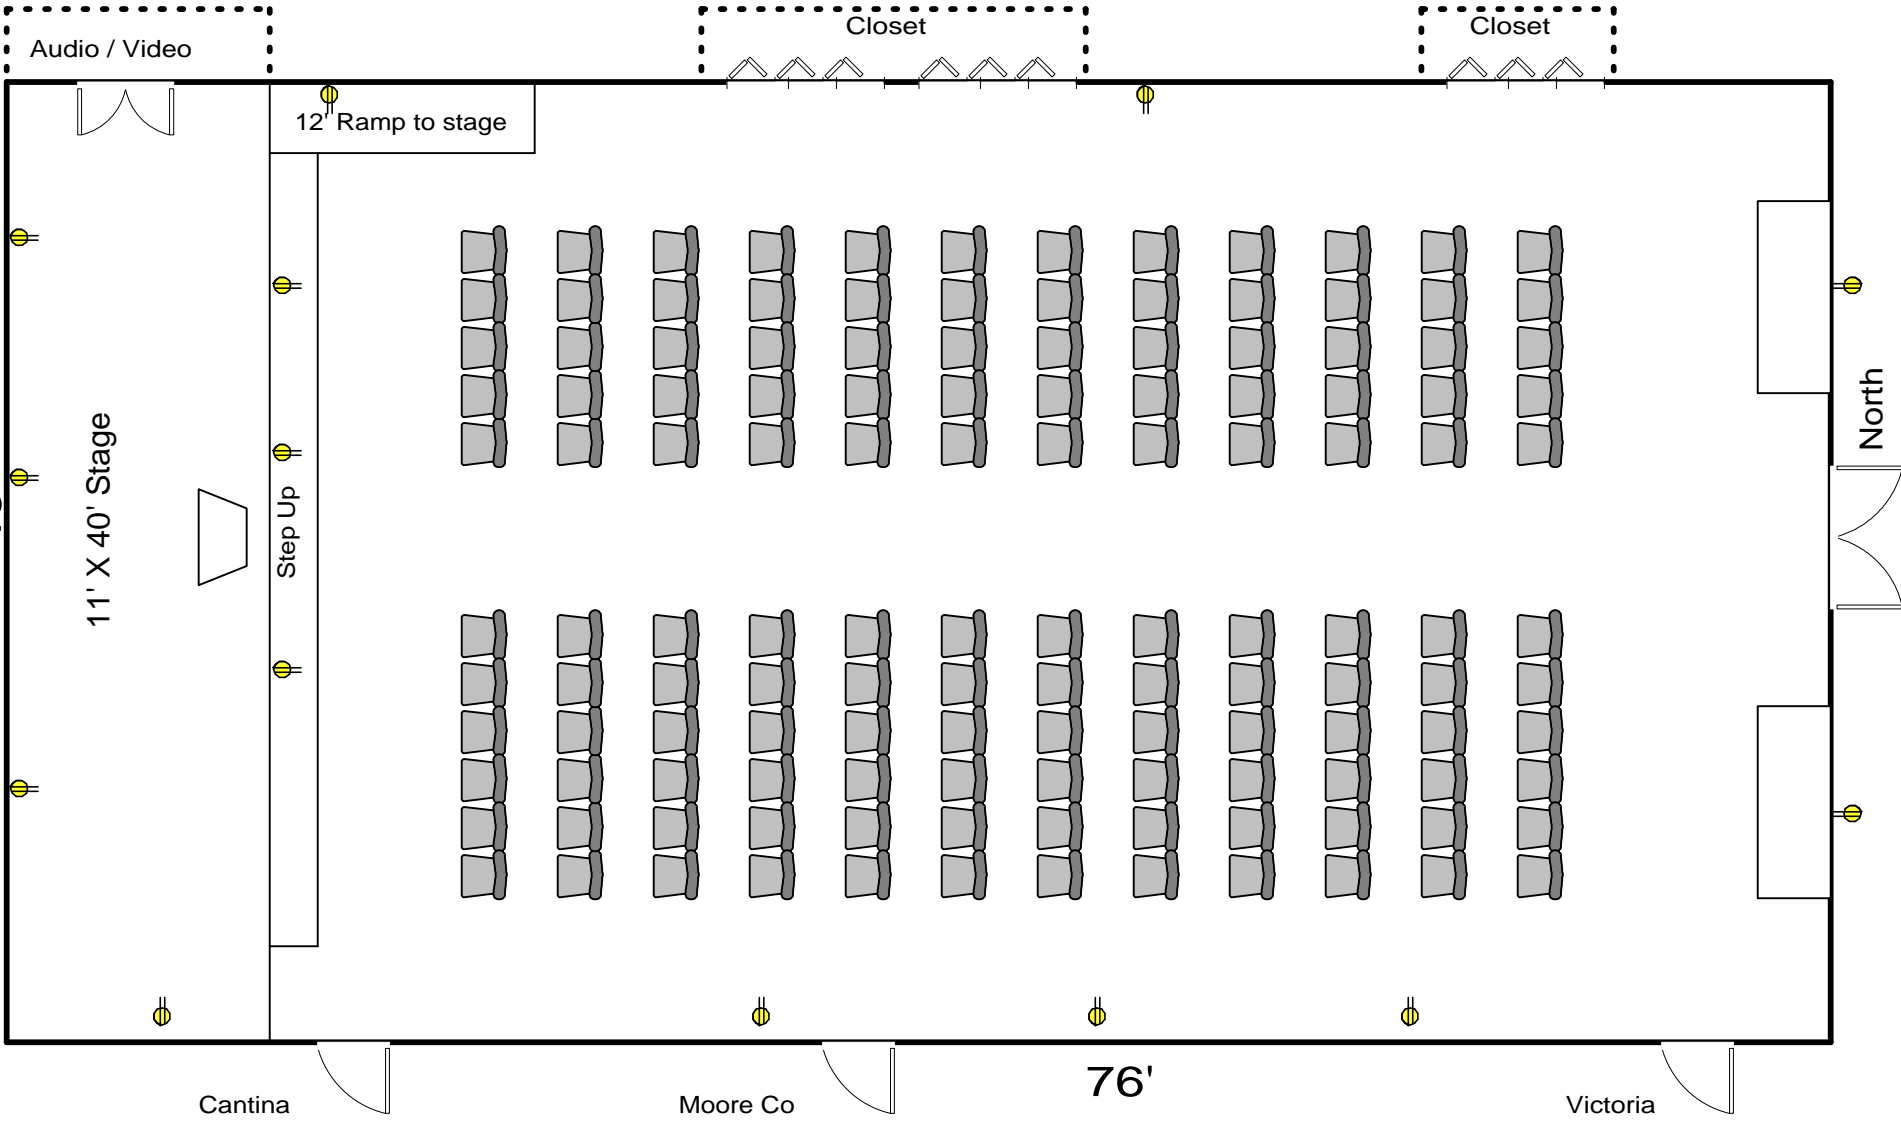 Audio / Video
Closet
Closet
12' Ramp to stage
11' X 40' Stage
Step Up
North
76'
Cantina
Moore Co
Victoria